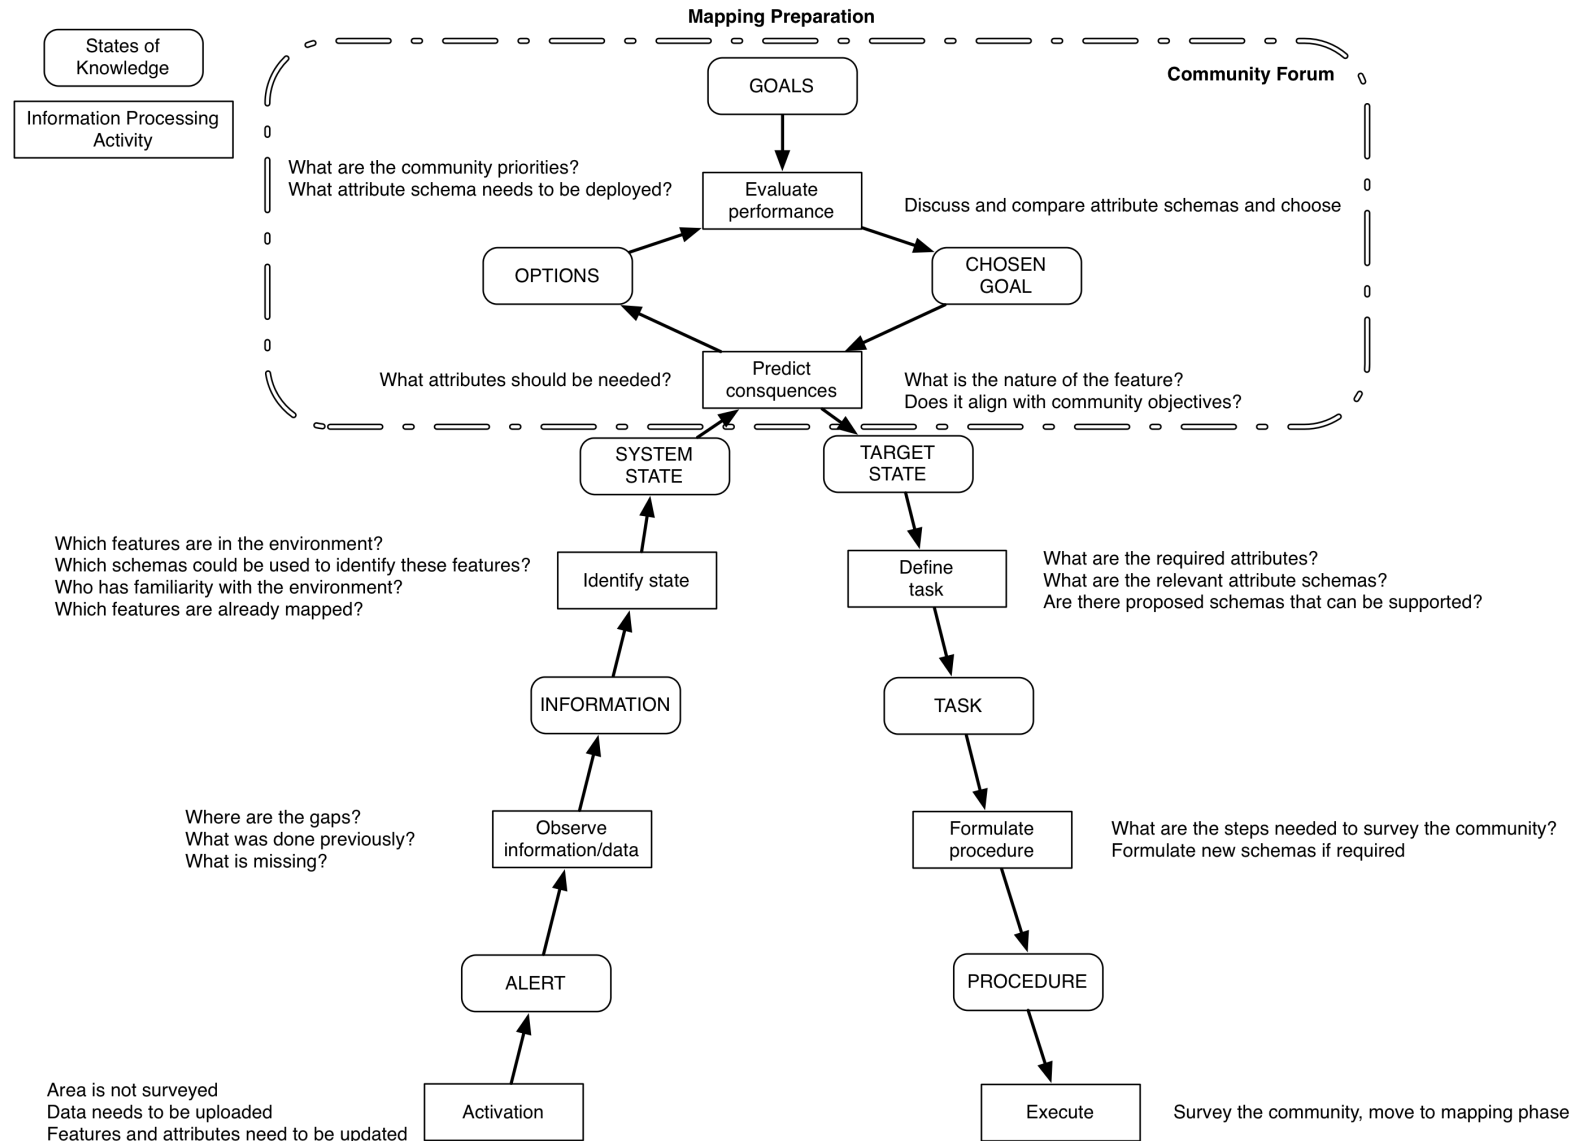 Mapping Preparation
States of
Knowledge
Information Processing
Activity
Community Forum
GOALS
What are the community priorities?
What attribute schema needs to be deployed?
Evaluate
performance
Discuss and compare attribute schemas and choose
OPTIONS
CHOSEN
GOAL
What attributes should be needed?
Predict
consquences
What is the nature of the feature?
Does it align with community objectives?
SYSTEM
STATE
TARGET
STATE
Which features are in the environment?
Which schemas could be used to identify these features?
Who has familiarity with the environment?
Which features are already mapped?
Identify state
Define
task
What are the required attributes?
What are the relevant attribute schemas?
Are there proposed schemas that can be supported?
INFORMATION
TASK
Where are the gaps?
What was done previously?
What is missing?
Observe
information/data
Formulate
procedure
What are the steps needed to survey the community?
Formulate new schemas if required
ALERT
PROCEDURE
Area is not surveyed
Data needs to be uploaded
Features and attributes need to be updated
Activation
Execute
Survey the community, move to mapping phase